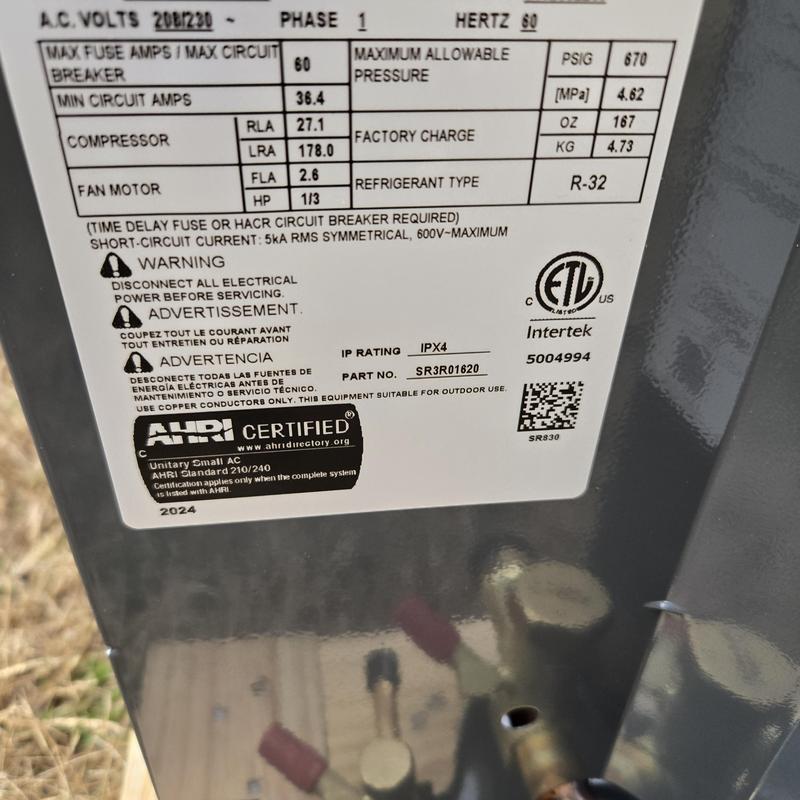 A.C. VOLTS 208/230 ~ PHASE 1 HERTZ 60
MAX FUSE AMPS / MAX CIRCUIT BREAKER 60 MAXIMUM ALLOWABLE PRESSURE PSIG 670
MIN CIRCUIT AMPS 36.4 [MPa] 4.62
COMPRESSOR RLA 27.1 FACTORY CHARGE OZ 167
LRA 178.0 KG 4.73
FAN MOTOR FLA 2.6 REFRIGERANT TYPE R-32
HP 1/3
(TIME DELAY FUSE OR HACR CIRCUIT BREAKER REQUIRED)
SHORT-CIRCUIT CURRENT: 5kA RMS SYMMETRICAL, 600V~MAXIMUM
WARNING
DISCONNECT ALL ELECTRICAL
POWER BEFORE SERVICING.
ADVERTISSEMENT.
COUPEZ TOUT LE COURANT AVANT
TOUT ENTRETIEN OU RÉPARATION
ADVERTENCIA
DESCONECTE TODAS LAS FUENTES DE
ENERGÍA ELÉCTRICAS ANTES DE
MANTENIMIENTO O SERVICIO TÉCNICO.
IP RATING IPX4
PART NO. SR3R01620
USE COPPER CONDUCTORS ONLY. THIS EQUIPMENT SUITABLE FOR OUTDOOR USE.
C ETL US
LISTED
Intertek
5004994
SR830
AHRI CERTIFIED®
www.ahridirectory.org
C
Unitary Small AC
AHRI Standard 210/240
Certification applies only when the complete system
is listed with AHRI.
2024